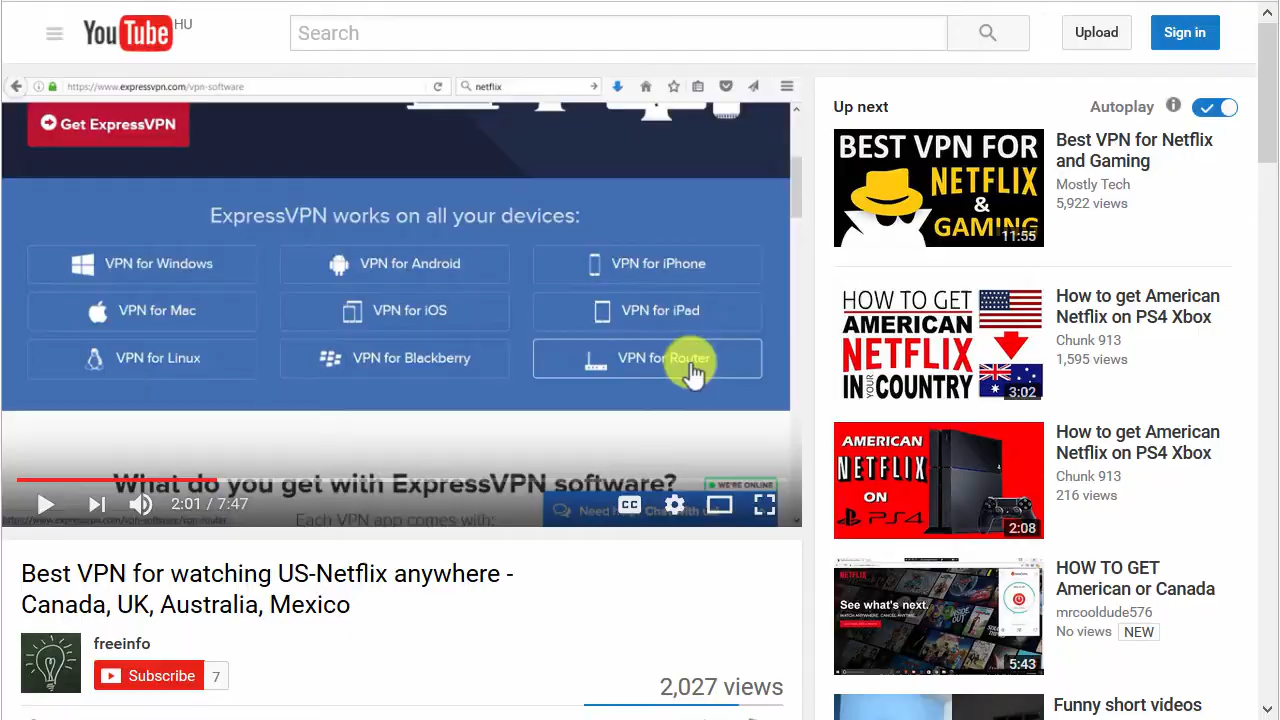 YouTube HU
Search
Upload
Sign in
https://www.expressvpn.com/vpn-software
netflix
Get ExpressVPN
ExpressVPN works on all your devices:
VPN for Windows
VPN for Android
VPN for iPhone
VPN for Mac
VPN for iOS
VPN for iPad
VPN for Linux
VPN for Blackberry
VPN for Router
What do you get with ExpressVPN software?
WE'RE ONLINE
Each VPN app comes with:
Need help? Chat with us!
2:01 / 7:47
CC
Best VPN for watching US-Netflix anywhere -
Canada, UK, Australia, Mexico
freeinfo
Subscribe 7
2,027 views
Up next
Autoplay
BEST VPN FOR
NETFLIX
&
GAMING
11:55
Best VPN for Netflix
and Gaming
Mostly Tech
5,922 views
HOW TO GET
AMERICAN
NETFLIX
IN YOUR COUNTRY
3:02
How to get American
Netflix on PS4 Xbox
Chunk 913
1,595 views
AMERICAN
NETFLIX
ON
PS4
2:08
How to get American
Netflix on PS4 Xbox
Chunk 913
216 views
NETFLIX
See what's next.
5:43
HOW TO GET
American or Canada
mrcooldude576
No views NEW
Funny short videos